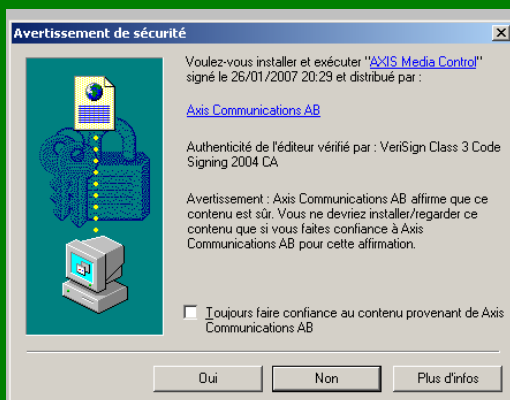 Avertissement de sécurité
Voulez-vous installer et exécuter "AXIS Media Control"
signé le 26/01/2007 20:29 et distribué par :
Axis Communications AB
Authenticité de l'éditeur vérifié par : VeriSign Class 3 Code
Signing 2004 CA
Avertissement : Axis Communications AB affirme que ce
contenu est sûr. Vous ne devriez installer/regarder ce
contenu que si vous faites confiance à Axis
Communications AB pour cette affirmation.
Toujours faire confiance au contenu provenant de Axis
Communications AB
Oui Non Plus d'infos